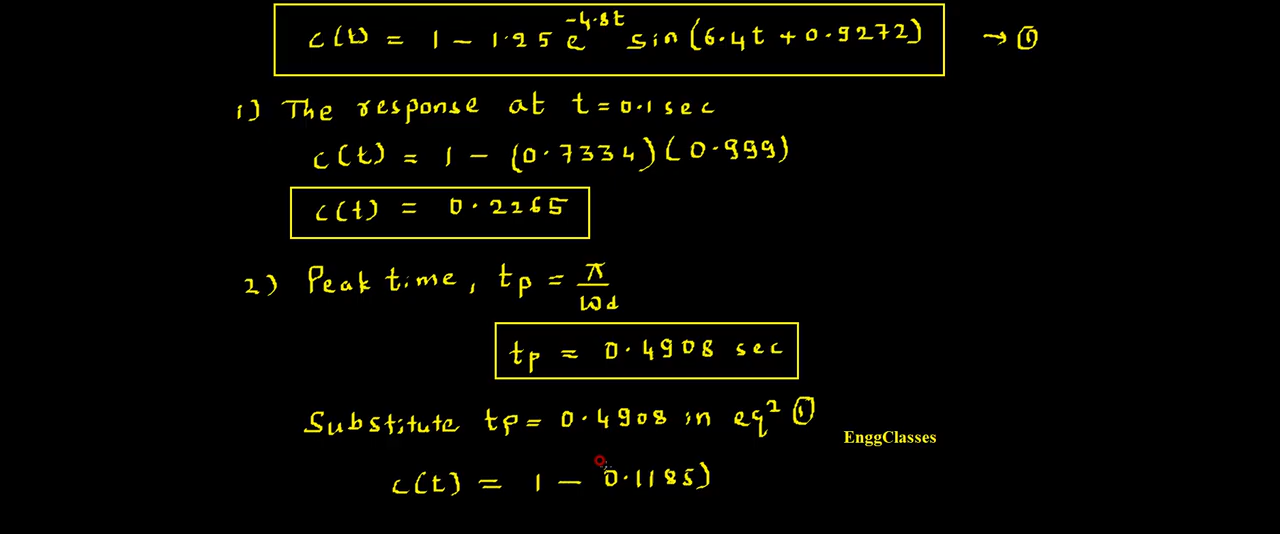 c(t) = 1 - 1.25 e^-4.8t sin(6.4t + 0.9272) → ①
1) The response at t = 0.1 sec
c(t) = 1 - (0.7334)(0.999)
c(t) = 0.2265
2) Peak time, tp = π/ωd
tp = 0.4908 sec
Substitute tp = 0.4908 in eq² ①
EnggClasses
c(t) = 1 - 0.1185)